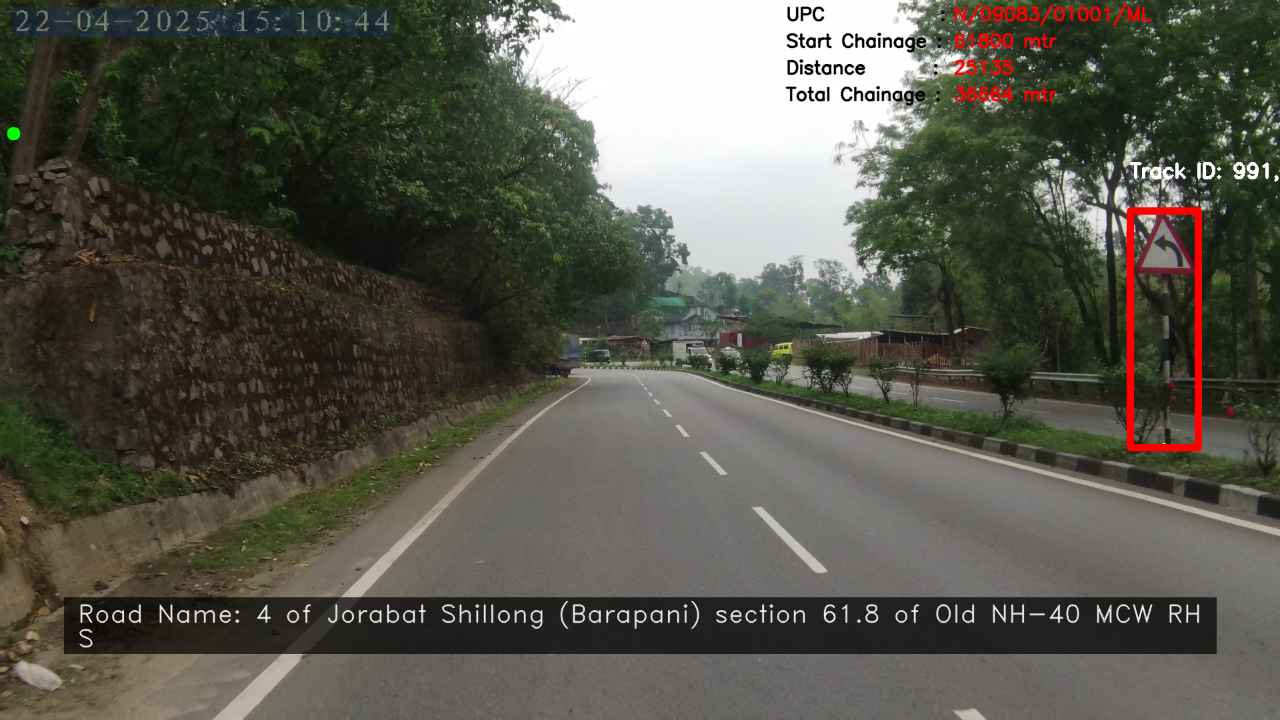 22-04-2025 15:10:44
UPC : N/09083/01001/ML
Start Chainage : 61800 mtr
Distance : 25135
Total Chainage : 36664 mtr
Track ID: 991,
Road Name: 4 of Jorabat Shillong (Barapani) section 61.8 of Old NH-40 MCW RH
S